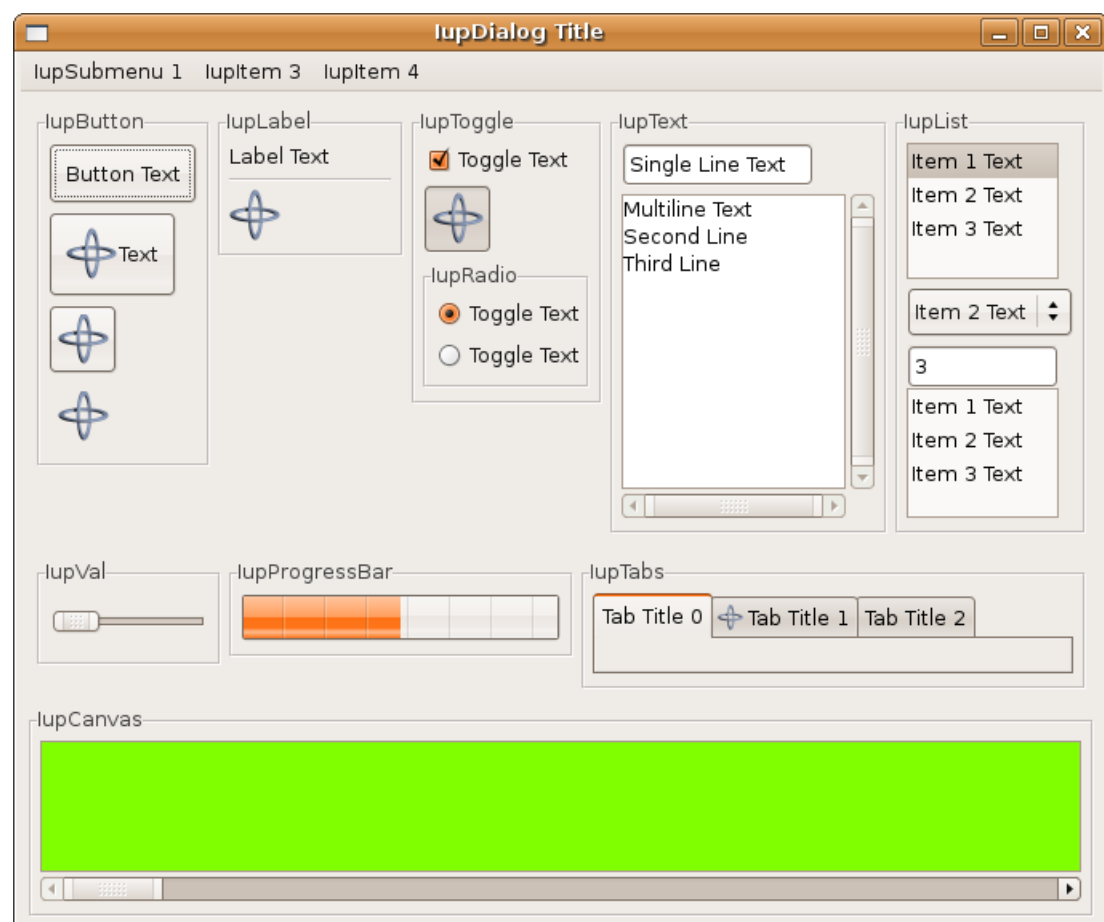 IupDialog Title
IupSubmenu 1 IupItem 3 IupItem 4
IupButton
Button Text
Text
IupLabel
Label Text
IupToggle
Toggle Text
IupRadio
Toggle Text
Toggle Text
IupText
Single Line Text
Multiline Text
Second Line
Third Line
IupList
Item 1 Text
Item 2 Text
Item 3 Text
Item 2 Text
3
Item 1 Text
Item 2 Text
Item 3 Text
IupVal
IupProgressBar
IupTabs
Tab Title 0 Tab Title 1 Tab Title 2
IupCanvas